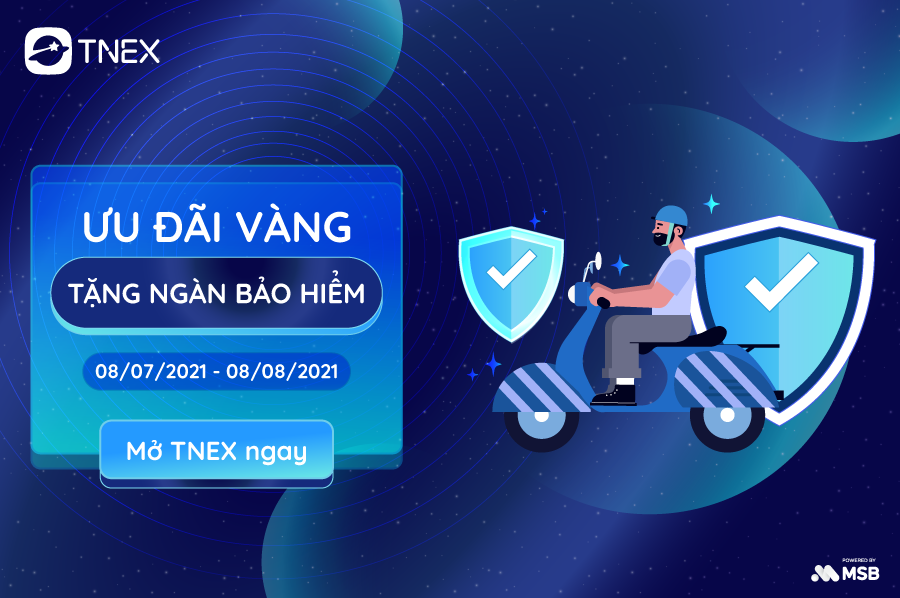 TNEX
ƯU ĐÃI VÀNG
TẶNG NGÀN BẢO HIỂM
08/07/2021 - 08/08/2021
Mở TNEX ngay
POWERED BY
MSB